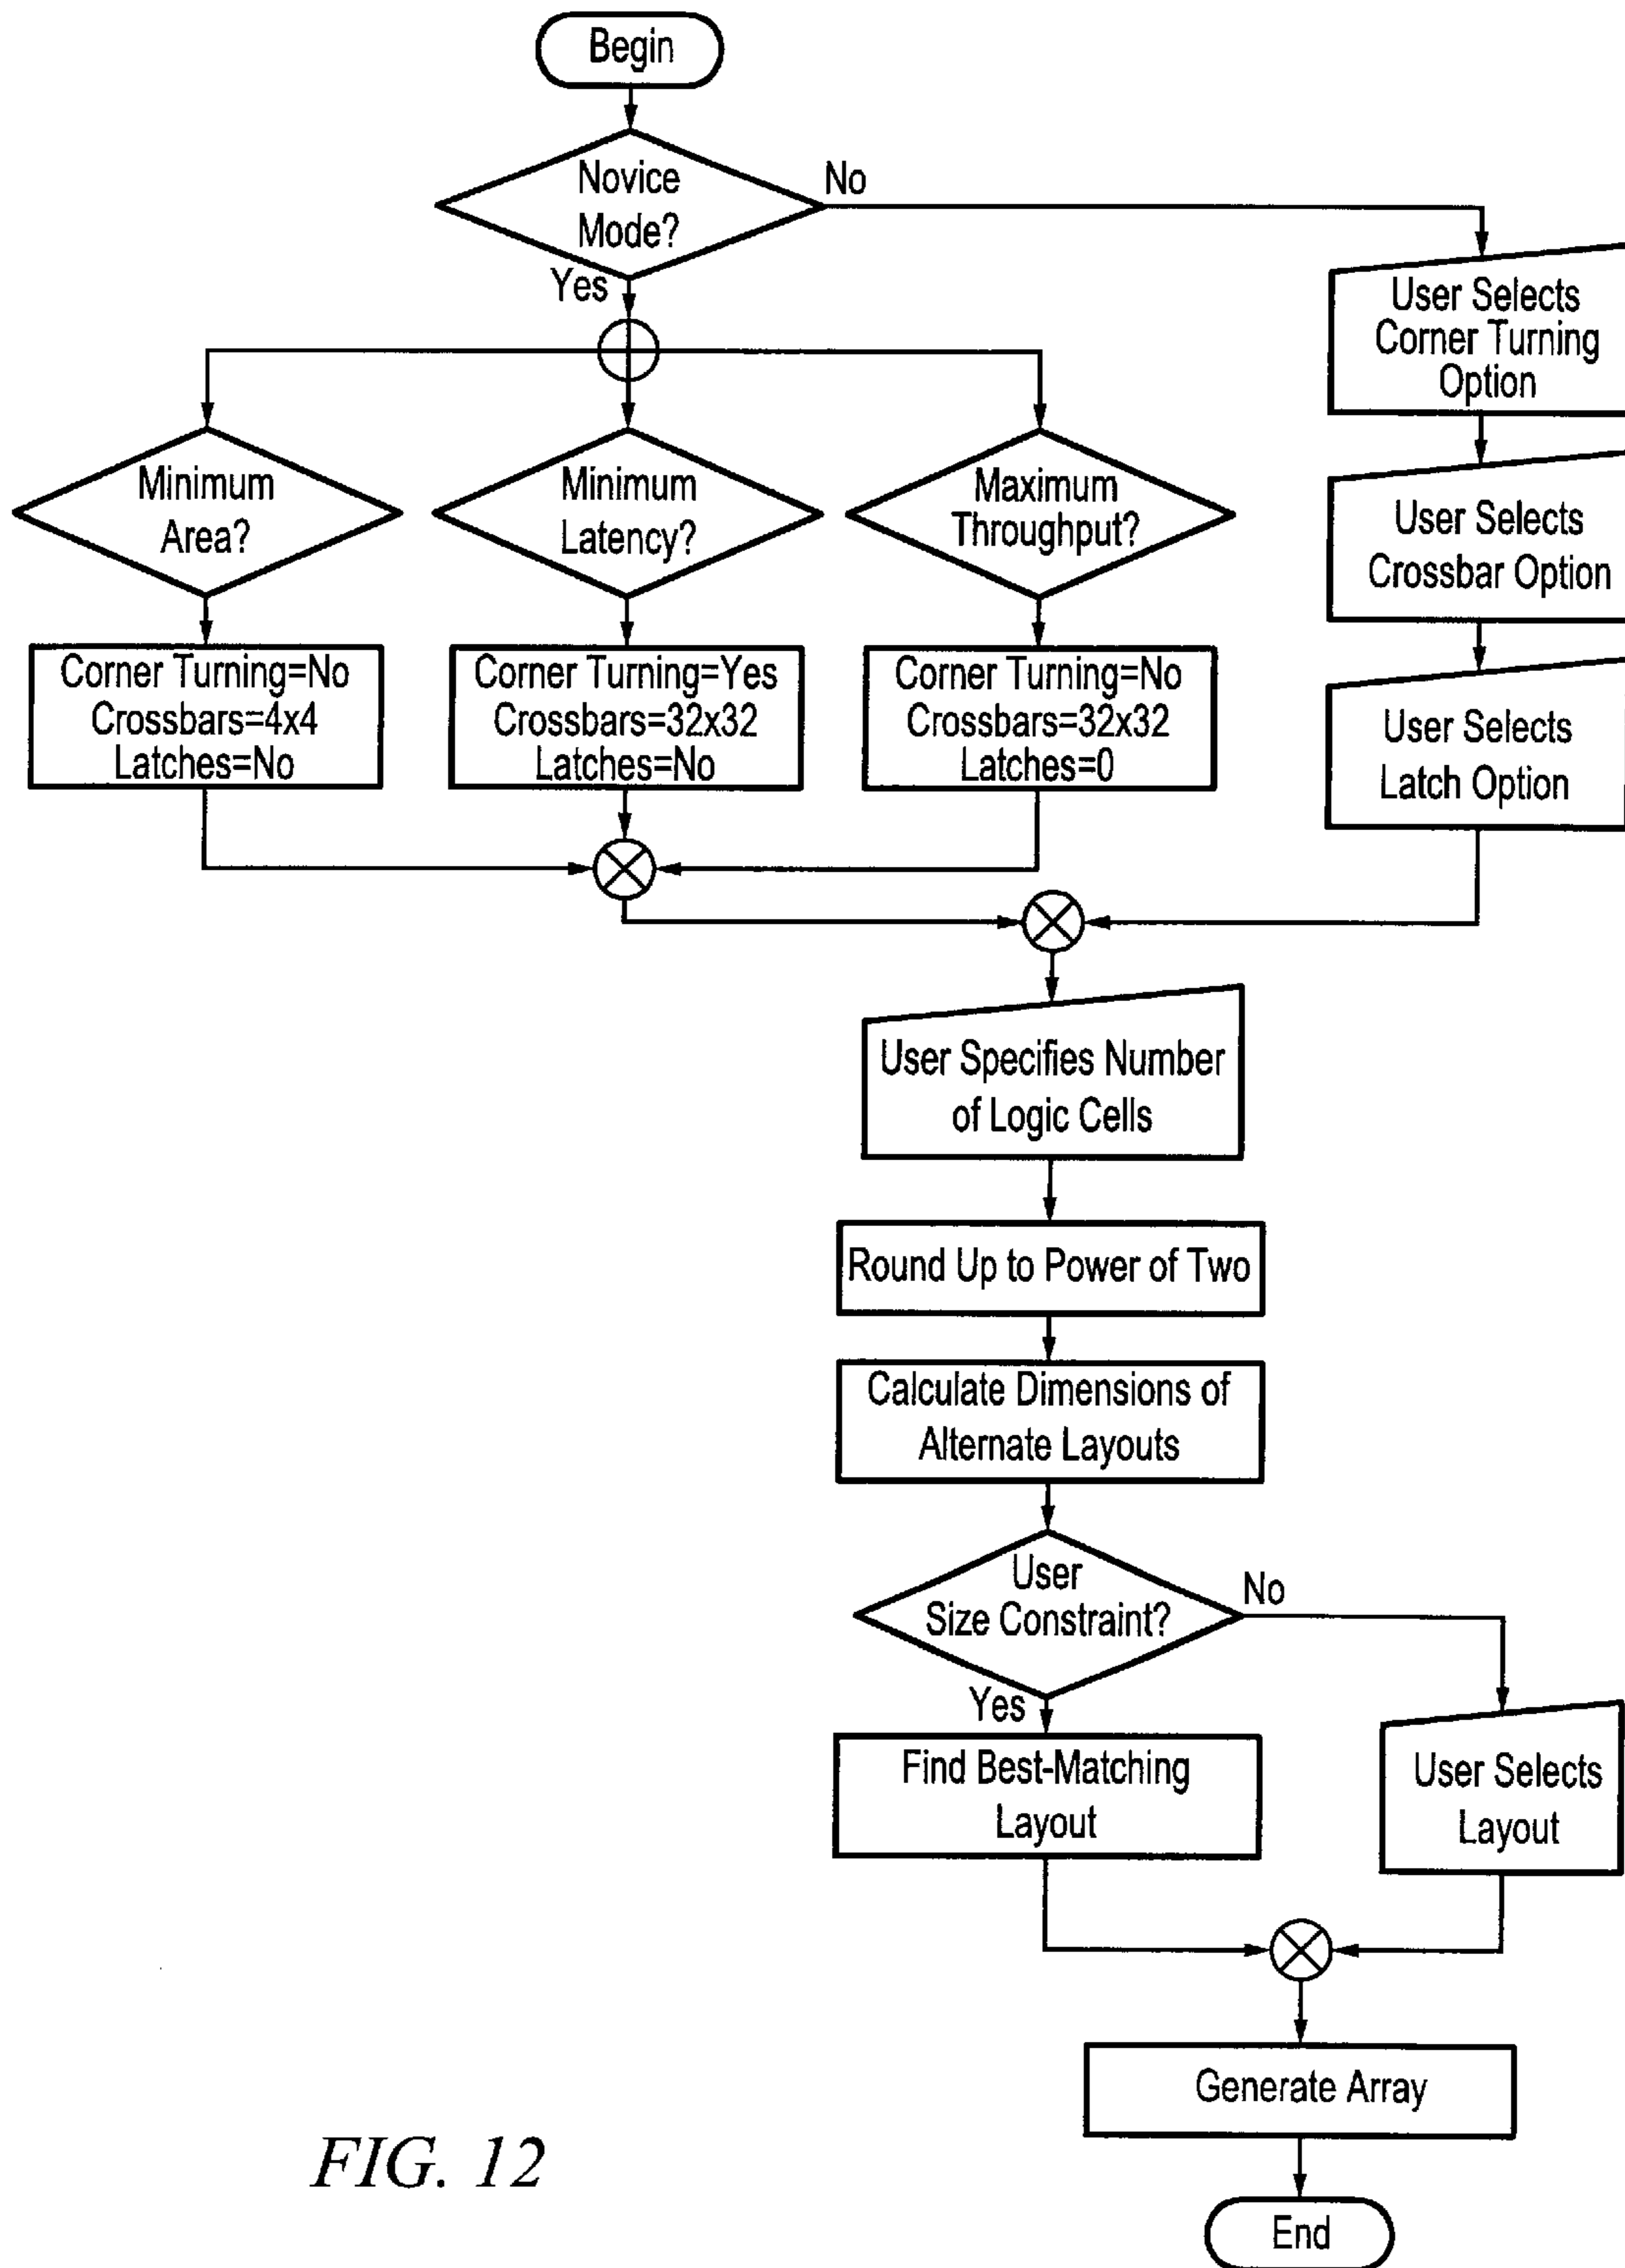 Begin
Novice
Mode?
No
Yes
User Selects
Corner Turning
Option
Minimum
Area?
Minimum
Latency?
Maximum
Throughput?
User Selects
Crossbar Option
Corner Turning=No
Crossbars=4x4
Latches=No
Corner Turning=Yes
Crossbars=32x32
Latches=No
Corner Turning=No
Crossbars=32x32
Latches=0
User Selects
Latch Option
User Specifies Number
of Logic Cells
Round Up to Power of Two
Calculate Dimensions of
Alternate Layouts
User
Size Constraint?
No
Yes
Find Best-Matching
Layout
User Selects
Layout
Generate Array
End
FIG. 12